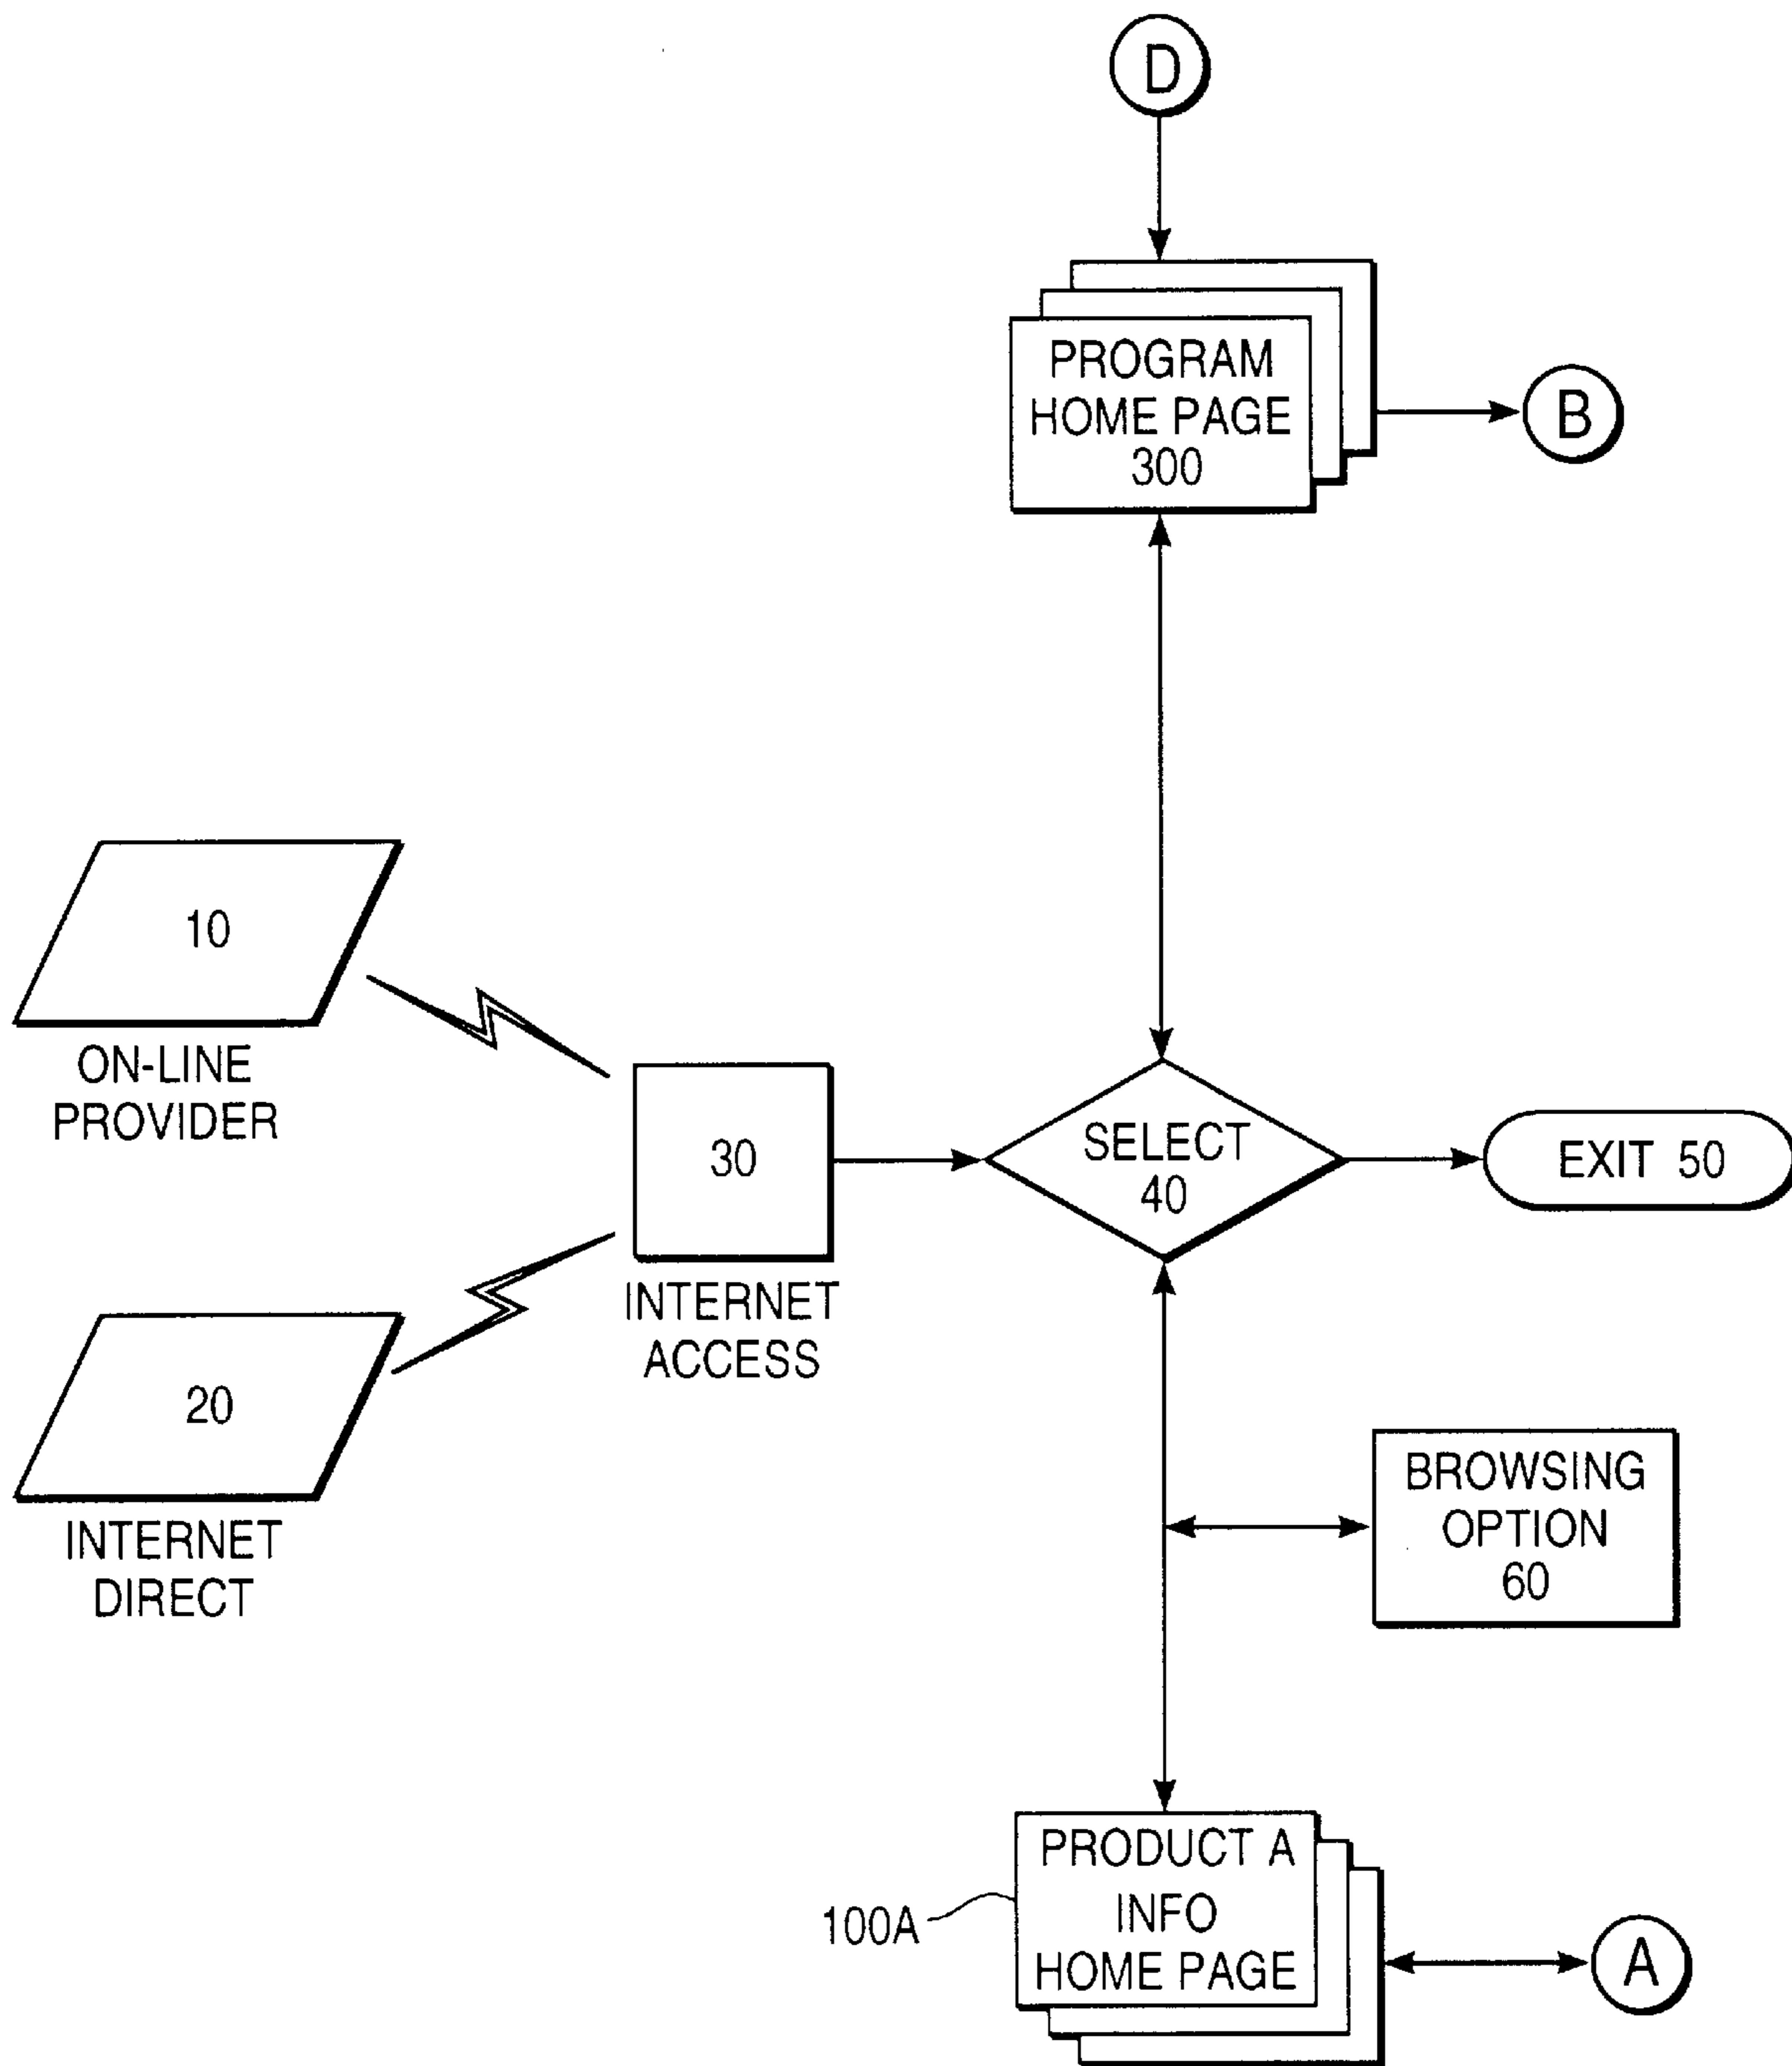 D
PROGRAM
HOME PAGE
300
B
10
ON-LINE
PROVIDER
30
INTERNET
ACCESS
SELECT
40
EXIT 50
20
INTERNET
DIRECT
BROWSING
OPTION
60
100A
PRODUCT A
INFO
HOME PAGE
A